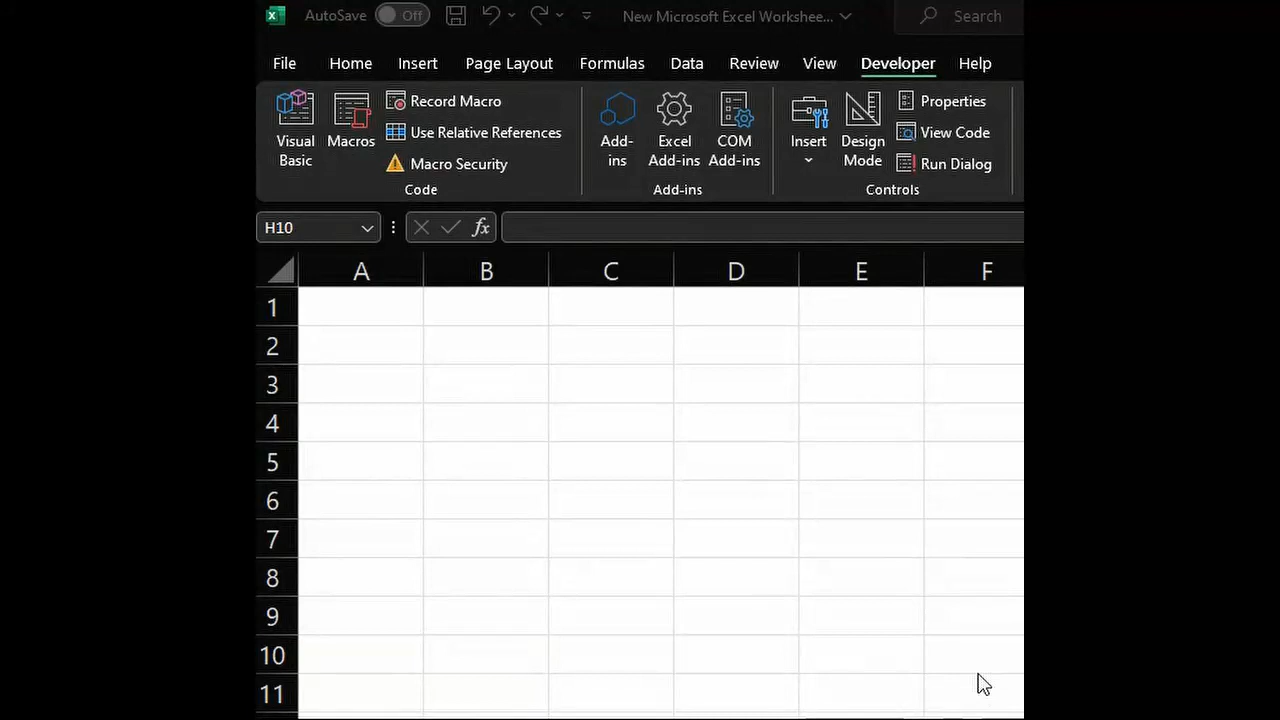 AutoSave Off New Microsoft Excel Workshee... Search
File Home Insert Page Layout Formulas Data Review View Developer Help
Visual Basic
Macros
Record Macro
Use Relative References
Macro Security
Code
Add-ins
Excel Add-ins
COM Add-ins
Add-ins
Insert
Design Mode
Properties
View Code
Run Dialog
Controls
H10 fx
A B C D E F
1
2
3
4
5
6
7
8
9
10
11